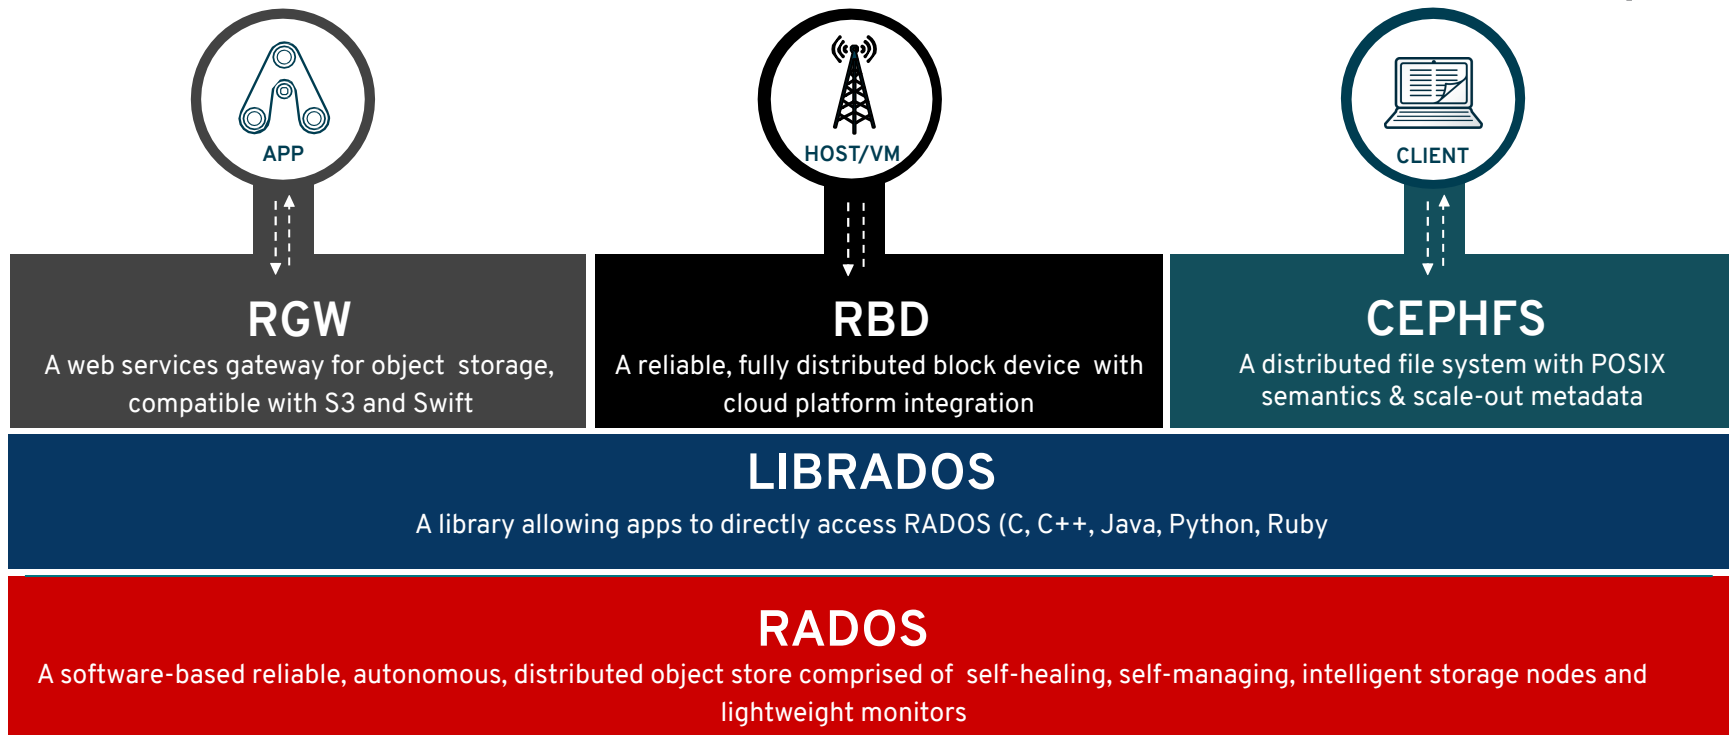 APP
HOST/VM
CLIENT
RGW
A web services gateway for object storage,
compatible with S3 and Swift
RBD
A reliable, fully distributed block device with
cloud platform integration
CEPHFS
A distributed file system with POSIX
semantics & scale-out metadata
LIBRADOS
A library allowing apps to directly access RADOS (C, C++, Java, Python, Ruby
RADOS
A software-based reliable, autonomous, distributed object store comprised of self-healing, self-managing, intelligent storage nodes and
lightweight monitors